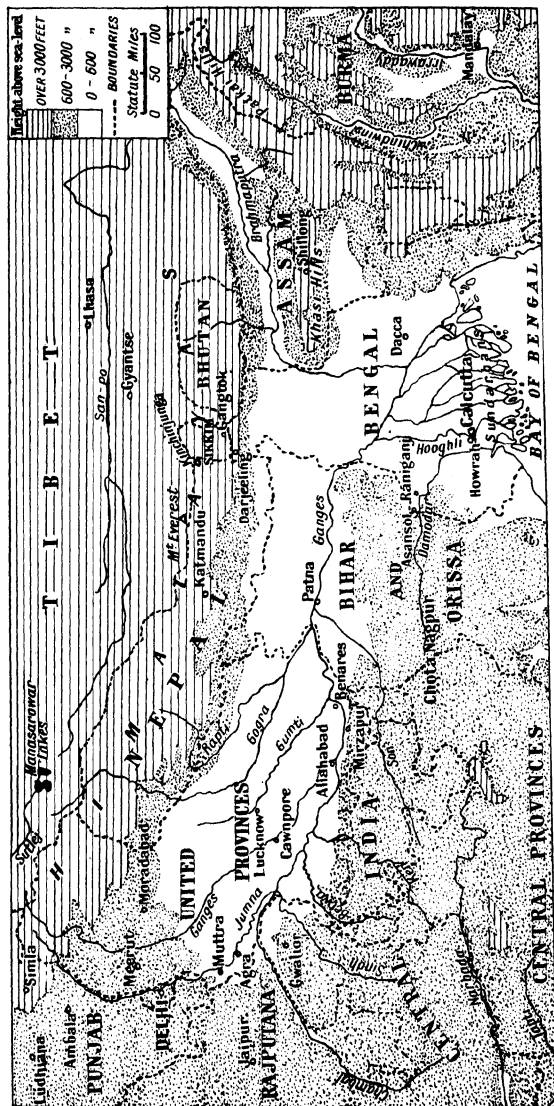 Height above sea-level
OVER 3000 FEET
600-3000 "
0 - 600 "
BOUNDARIES
Statute Miles
0 50 100
TIBET
HIMALAYAS
NEPAL
Manasarowar
Lakes
Sutlej
San-po
Lhasa
Gyantse
Mt Everest
Katmandu
Kinchinjunga
SIKKIM
Gangtok
Darjeeling
BHUTAN
Brahmaputra
ASSAM
Shillong
Khasi Hills
Patkai Hills
BURMA
Chindwin
Irrawaddy
Mandalay
Simla
Ludhiana
Ambala
PUNJAB
DELHI
Meerut
Moradabad
UNITED
PROVINCES
Ganges
Jumna
Muttra
Agra
Jaipur
RAJPUTANA
Gwalior
Chambal
Sindh
Lucknow
Cawnpore
Rapti
Gogra
Gumti
Allahabad
Benares
Mirzapur
Son
CENTRAL
INDIA
Narbada
CENTRAL PROVINCES
Patna
Ganges
BIHAR
AND
ORISSA
Chota Nagpur
Asansol
Raniganj
Damodar
BENGAL
Dacca
Hooghli
Howrah
Calcutta
Sundarbans
BAY OF BENGAL